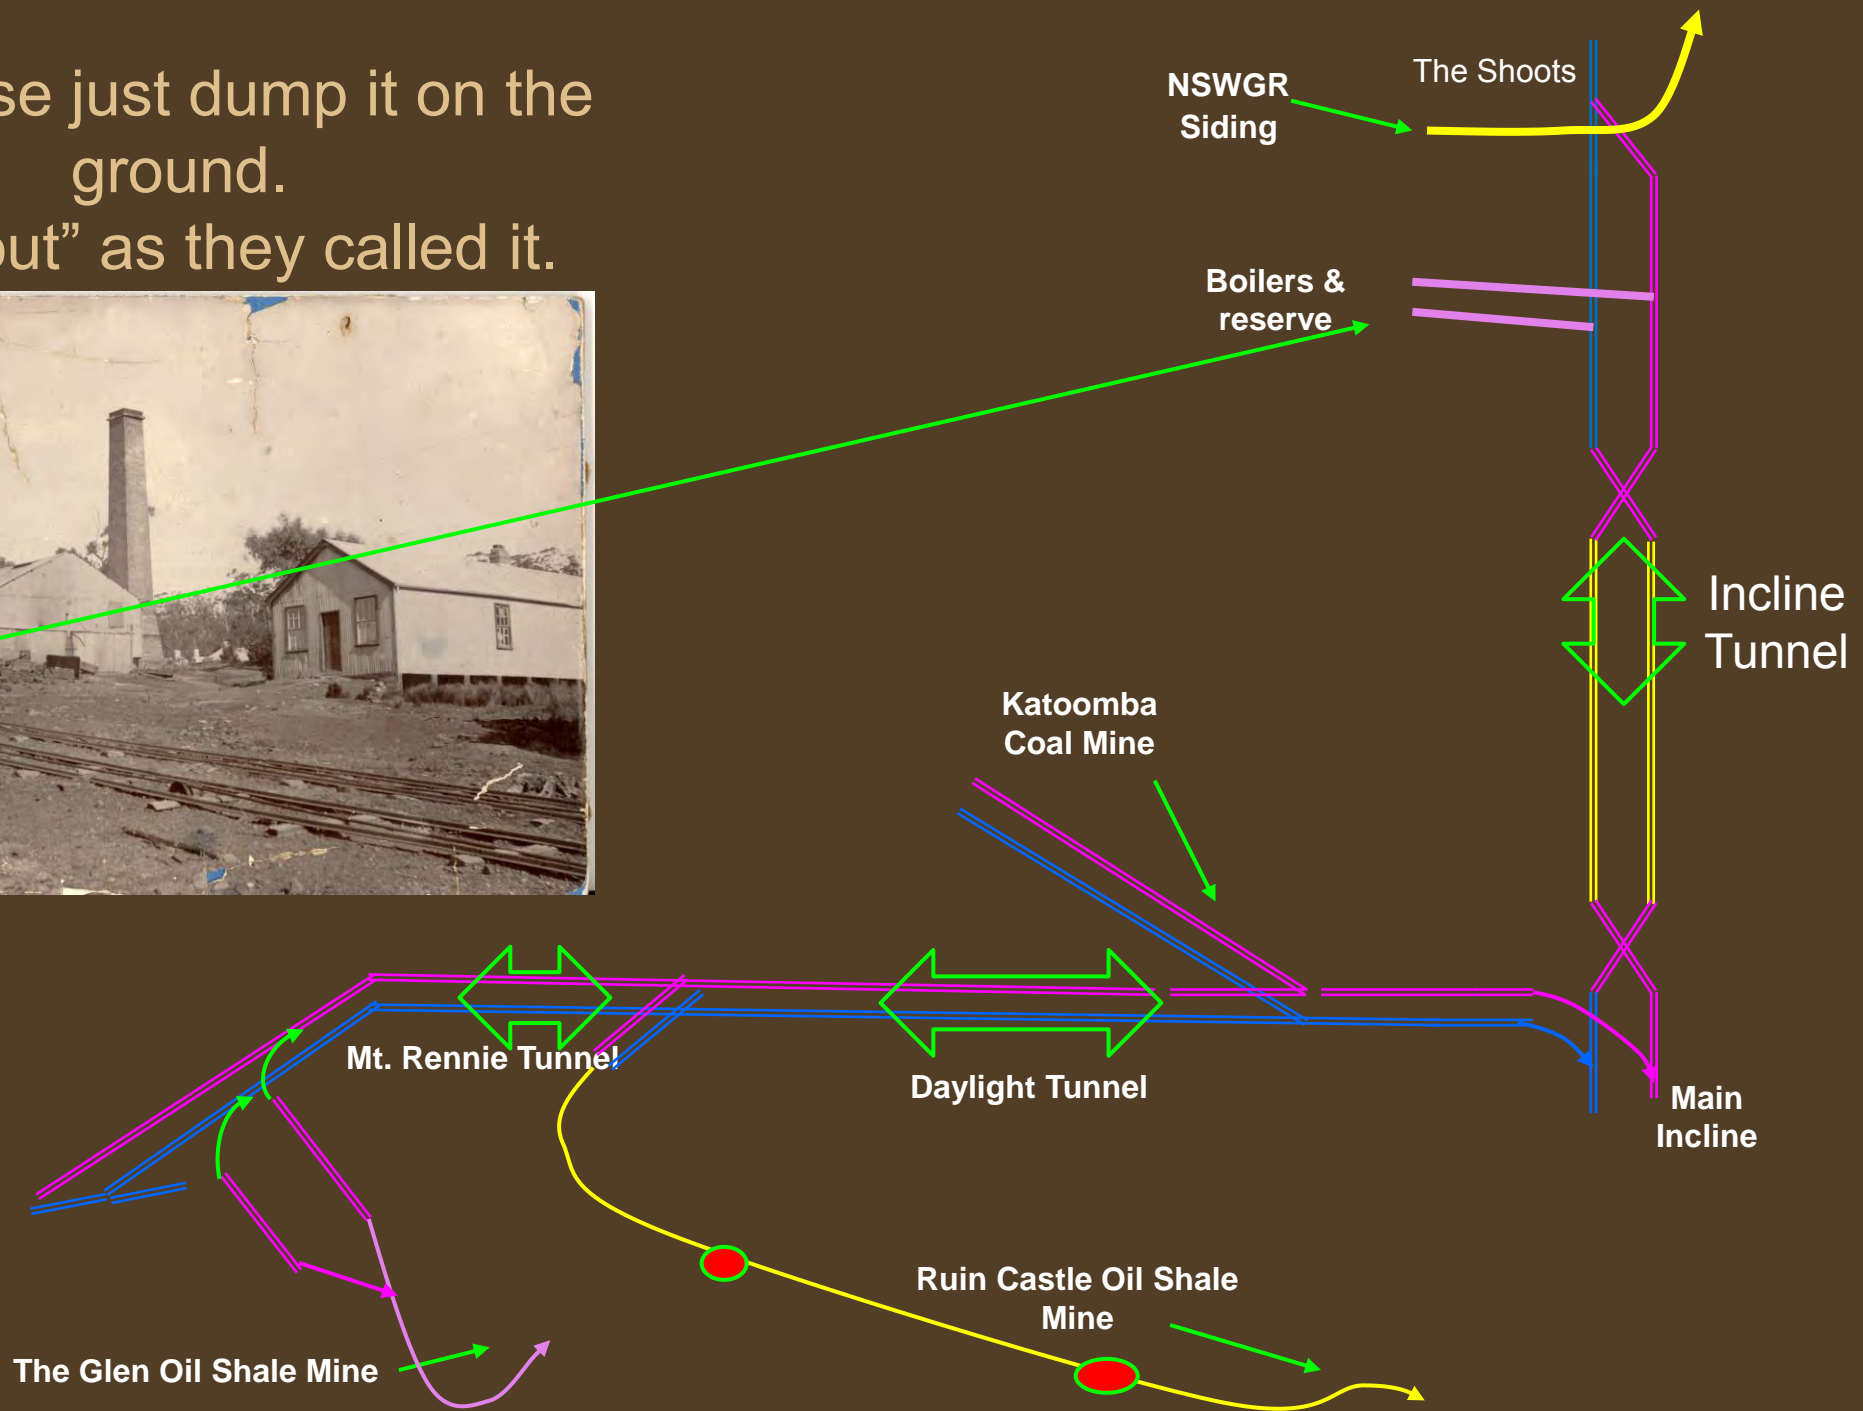 just dump it on the
ground.
as they called it.
NSWGR
Siding
The Shoots
Boilers &
reserve
Incline
Tunnel
Katoomba
Coal Mine
Mt. Rennie Tunnel
Daylight Tunnel
Main
Incline
Ruin Castle Oil Shale
Mine
The Glen Oil Shale Mine